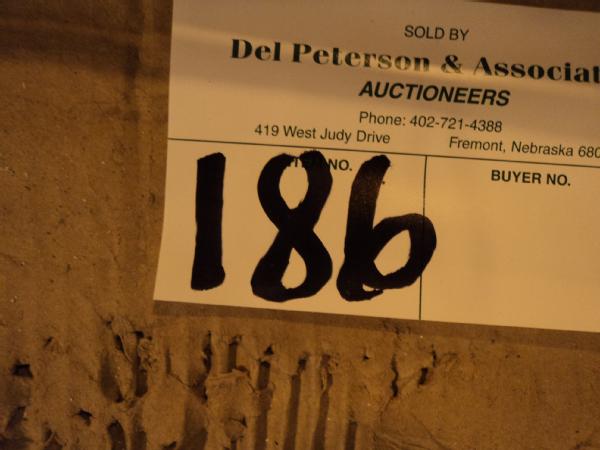 SOLD BY
Del Peterson & Associat
AUCTIONEERS
Phone: 402-721-4388
419 West Judy Drive Fremont, Nebraska 680
NO. BUYER NO.
186